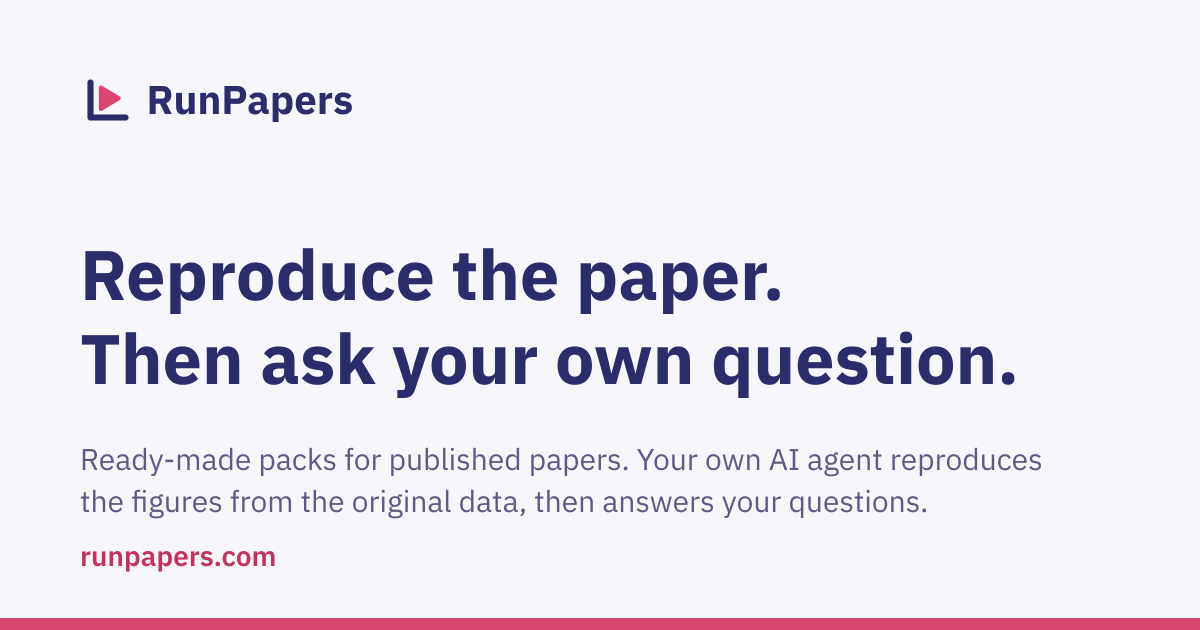 RunPapers
Reproduce the paper.
Then ask your own question.
Ready-made packs for published papers. Your own AI agent reproduces
the figures from the original data, then answers your questions.
runpapers.com